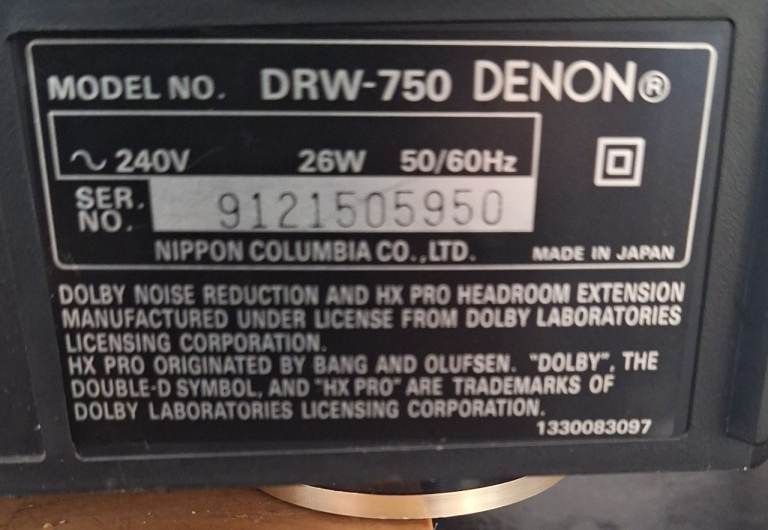 MODEL NO. DRW-750 DENON®
~ 240V 26W 50/60Hz
SER. NO. 9121505950
NIPPON COLUMBIA CO.,LTD. MADE IN JAPAN
DOLBY NOISE REDUCTION AND HX PRO HEADROOM EXTENSION
MANUFACTURED UNDER LICENSE FROM DOLBY LABORATORIES
LICENSING CORPORATION.
HX PRO ORIGINATED BY BANG AND OLUFSEN. "DOLBY", THE
DOUBLE-D SYMBOL, AND "HX PRO" ARE TRADEMARKS OF
DOLBY LABORATORIES LICENSING CORPORATION.
1330083097